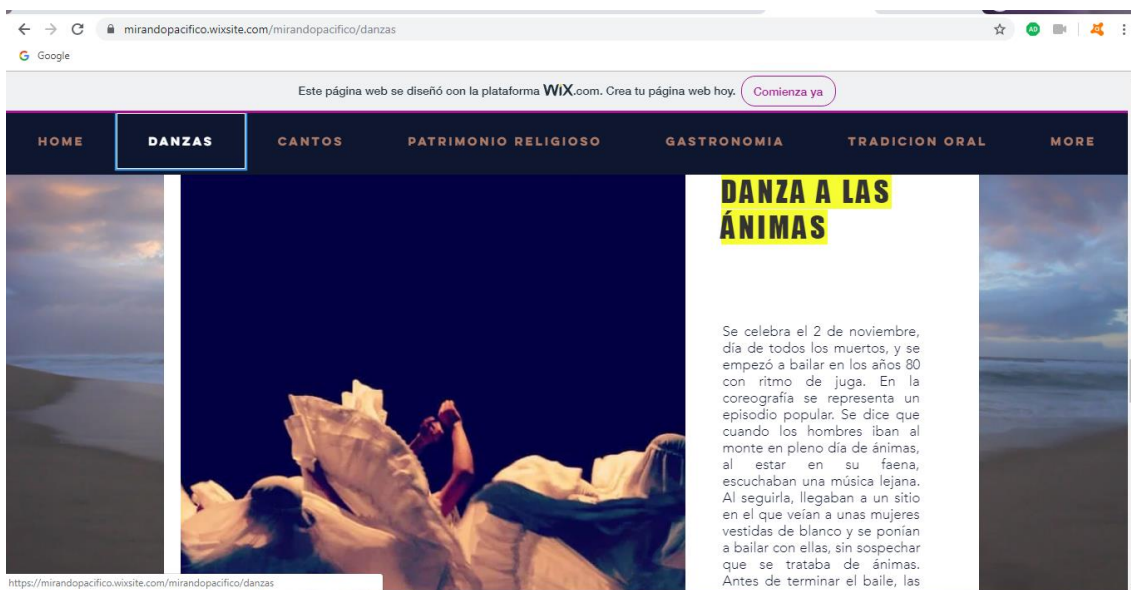 mirandopacifico.wixsite.com/mirandopacifico/danzas
Google
Este página web se diseñó con la plataforma WiX.com. Crea tu página web hoy. Comienza ya
HOME DANZAS CANTOS PATRIMONIO RELIGIOSO GASTRONOMIA TRADICION ORAL MORE
DANZA A LAS
ÁNIMAS
Se celebra el 2 de noviembre,
día de todos los muertos, y se
empezó a bailar en los años 80
con ritmo de juga. En la
coreografía se representa un
episodio popular. Se dice que
cuando los hombres iban al
monte en pleno día de ánimas,
al estar en su faena,
escuchaban una música lejana.
Al seguirla, llegaban a un sitio
en el que veían a unas mujeres
vestidas de blanco y se ponían
a bailar con ellas, sin sospechar
que se trataba de ánimas.
Antes de terminar el baile, las
https://mirandopacifico.wixsite.com/mirandopacifico/danzas